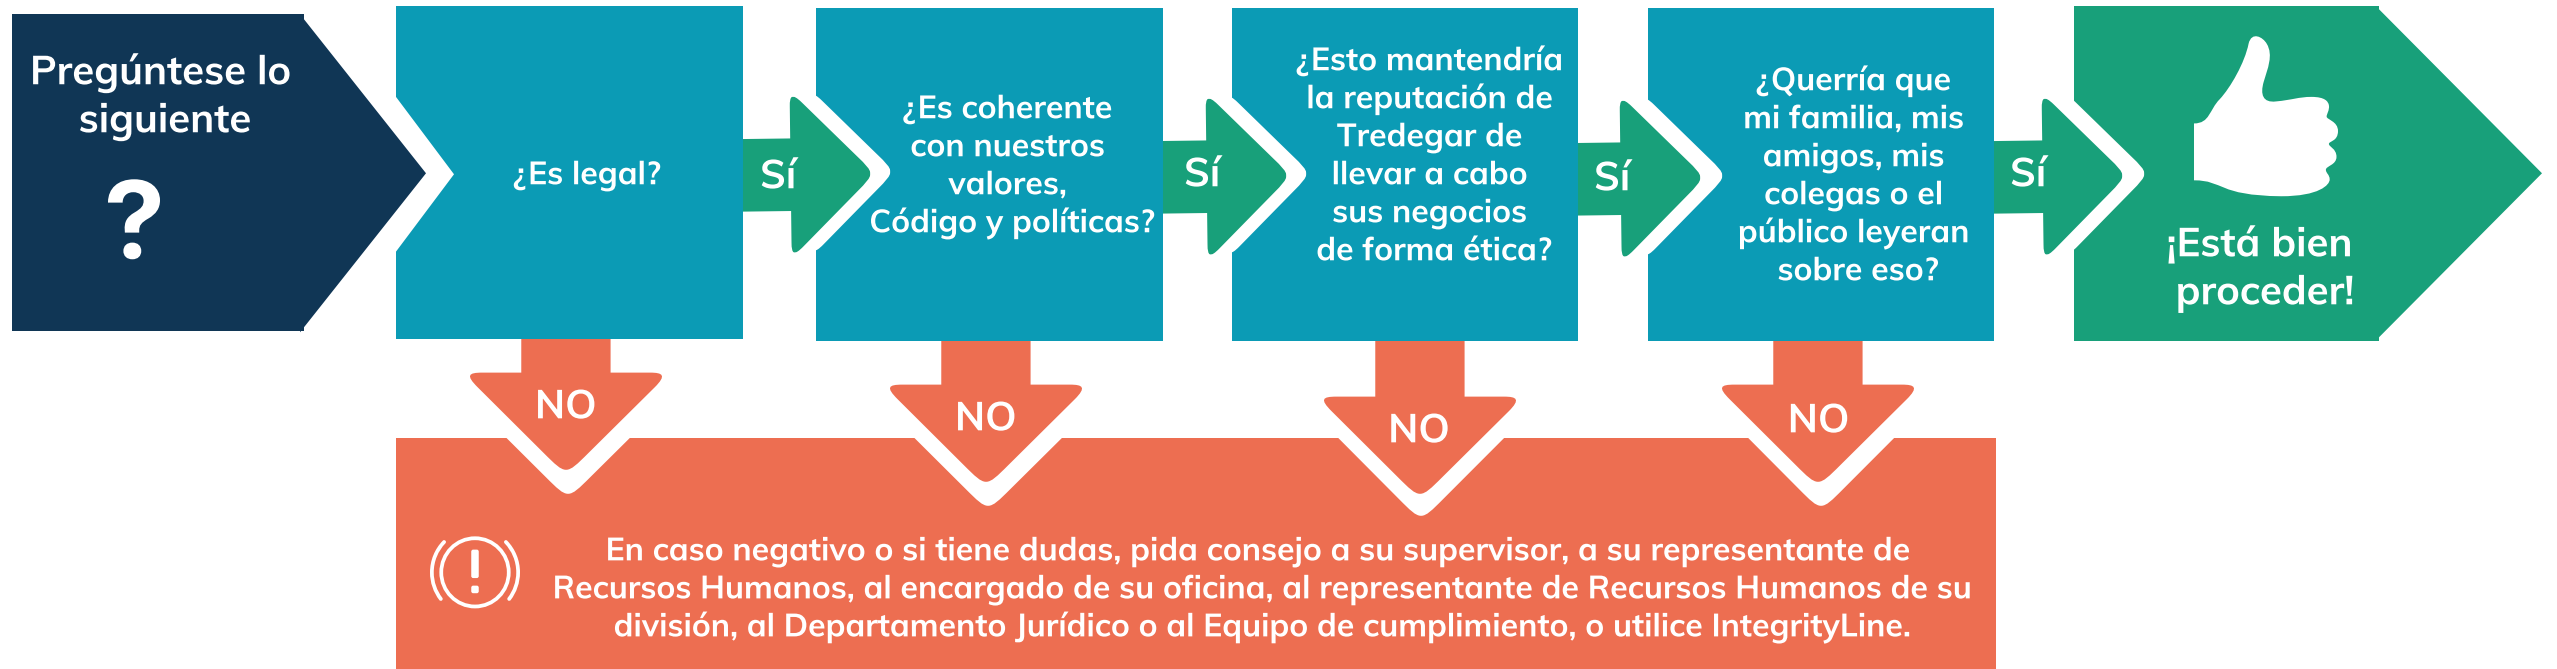 Pregúntese lo
siguiente
?
¿Es legal?
SÍ
¿Es coherente
con nuestros
valores,
Código y políticas?
SÍ
¿Esto mantendría
la reputación de
Tredegar de
llevar a cabo
sus negocios
de forma ética?
SÍ
¿Querría que
mi familia, mis
amigos, mis
colegas o el
público leyeran
sobre eso?
SÍ
¡Está bien
proceder!
NO
NO
NO
NO
!
En caso negativo o si tiene dudas, pida consejo a su supervisor, a su representante de
Recursos Humanos, al encargado de su oficina, al representante de Recursos Humanos de su
división, al Departamento Jurídico o al Equipo de cumplimiento, o utilice IntegrityLine.